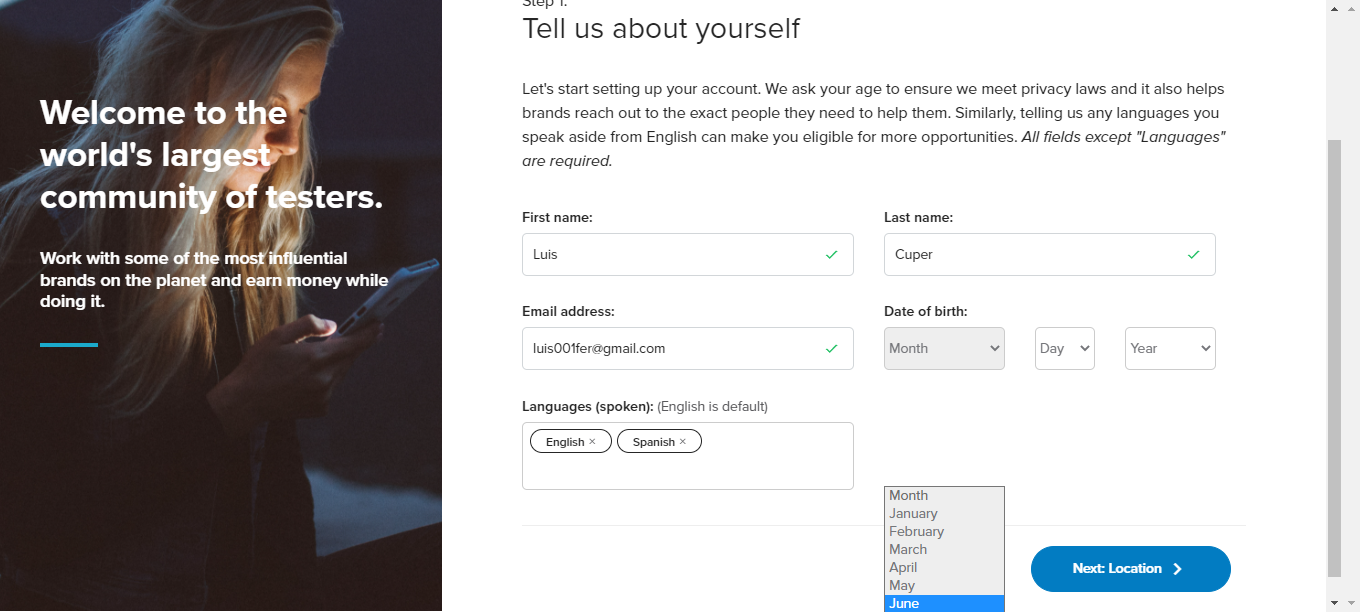 Step 1:
Tell us about yourself
Welcome to the
world's largest
community of testers.
Work with some of the most influential
brands on the planet and earn money while
doing it.
Let's start setting up your account. We ask your age to ensure we meet privacy laws and it also helps
brands reach out to the exact people they need to help them. Similarly, telling us any languages you
speak aside from English can make you eligible for more opportunities. All fields except "Languages"
are required.
First name:
Last name:
Luis
Cuper
Email address:
Date of birth:
luis001fer@gmail.com
Month
Day
Year
Languages (spoken): (English is default)
English ×
Spanish ×
Month
January
February
March
April
May
June
Next: Location